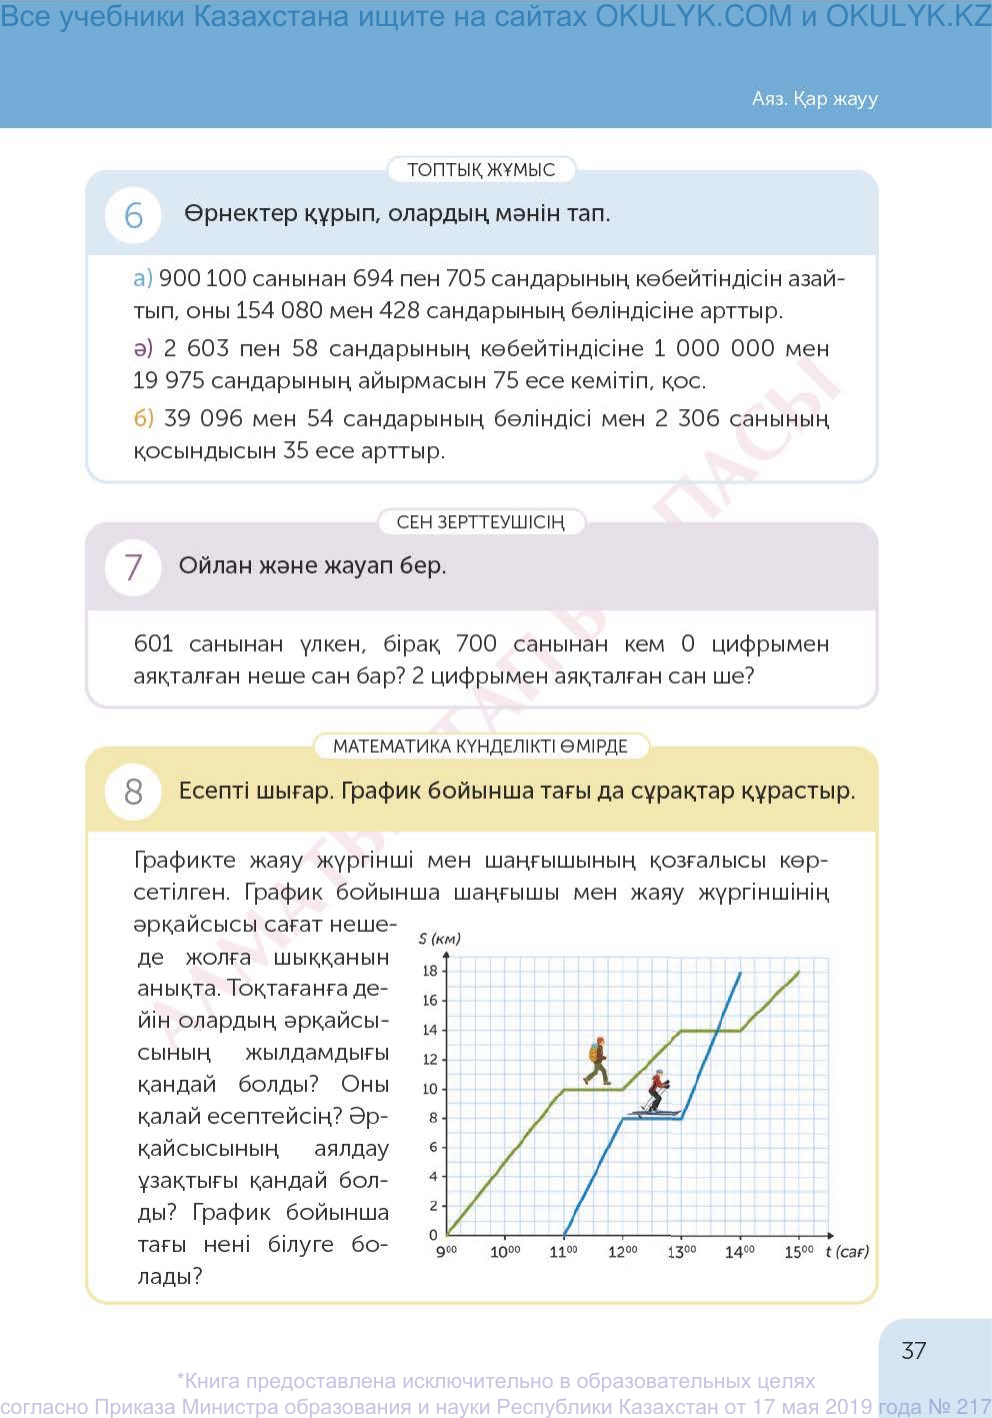 Все учебники Казахстана ищите на сайтах OKULYK.COM и OKULYK.KZ
Аяз. Қар жауу
ТОПТЫҚ ЖҰМЫС
6 Өрнектер құрып, олардың мәнін тап.
а) 900 100 санынан 694 пен 705 сандарының көбейтіндісін азай-
тып, оны 154 080 мен 428 сандарының бөліндісіне арттыр.
ә) 2 603 пен 58 сандарының көбейтіндісіне 1 000 000 мен
19 975 сандарының айырмасын 75 есе кемітіп, қос.
б) 39 096 мен 54 сандарының бөліндісі мен 2 306 санының
қосындысын 35 есе арттыр.
СЕН ЗЕРТТЕУШІСІҢ
7 Ойлан және жауап бер.
601 санынан үлкен, бірақ 700 санынан кем 0 цифрымен
аяқталған неше сан бар? 2 цифрымен аяқталған сан ше?
МАТЕМАТИКА КҮНДЕЛІКТІ ӨМІРДЕ
8 Есепті шығар. График бойынша тағы да сұрақтар құрастыр.
Графикте жаяу жүргінші мен шаңғышының қозғалысы көр-
сетілген. График бойынша шаңғышы мен жаяу жүргіншінің
әрқайсысы сағат неше-
де жолға шыққанын
анықта. Тоқтағанға де-
йін олардың әрқайсы-
сының жылдамдығы
қандай болды? Оны
қалай есептейсің? Әр-
қайсысының аялдау
ұзақтығы қандай бол-
ды? График бойынша
тағы нені білуге бо-
лады?
S (км)
18
16
14
12
10
8
6
4
2
0
9⁰⁰ 10⁰⁰ 11⁰⁰ 12⁰⁰ 13⁰⁰ 14⁰⁰ 15⁰⁰ t (сағ)
АЛМАТЫКІТАП БАСПАСЫ
37
*Книга предоставлена исключительно в образовательных целях
согласно Приказа Министра образования и науки Республики Казахстан от 17 мая 2019 года № 217